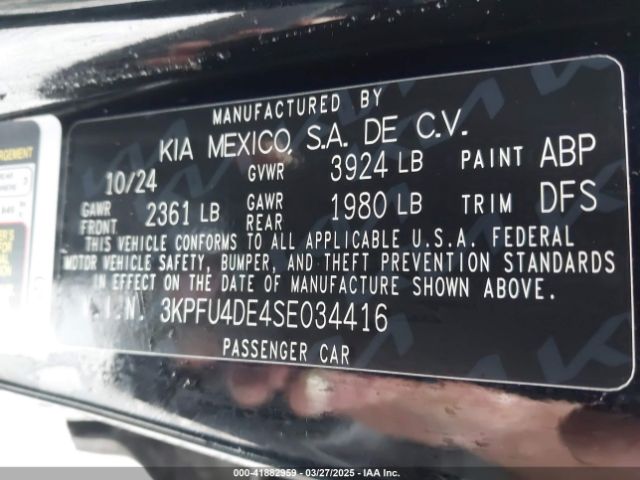 MANUFACTURED BY
KIA MEXICO, S.A. DE C.V.
10/24 GVWR 3924 LB PAINT ABP
GAWR FRONT 2361 LB GAWR REAR 1980 LB TRIM DFS
THIS VEHICLE CONFORMS TO ALL APPLICABLE U.S.A. FEDERAL
MOTOR VEHICLE SAFETY, BUMPER, AND THEFT PREVENTION STANDARDS
IN EFFECT ON THE DATE OF MANUFACTURE SHOWN ABOVE.
V.I.N. 3KPFU4DE4SE034416
PASSENGER CAR
000-41882959 - 03/27/2025 - IAA Inc.